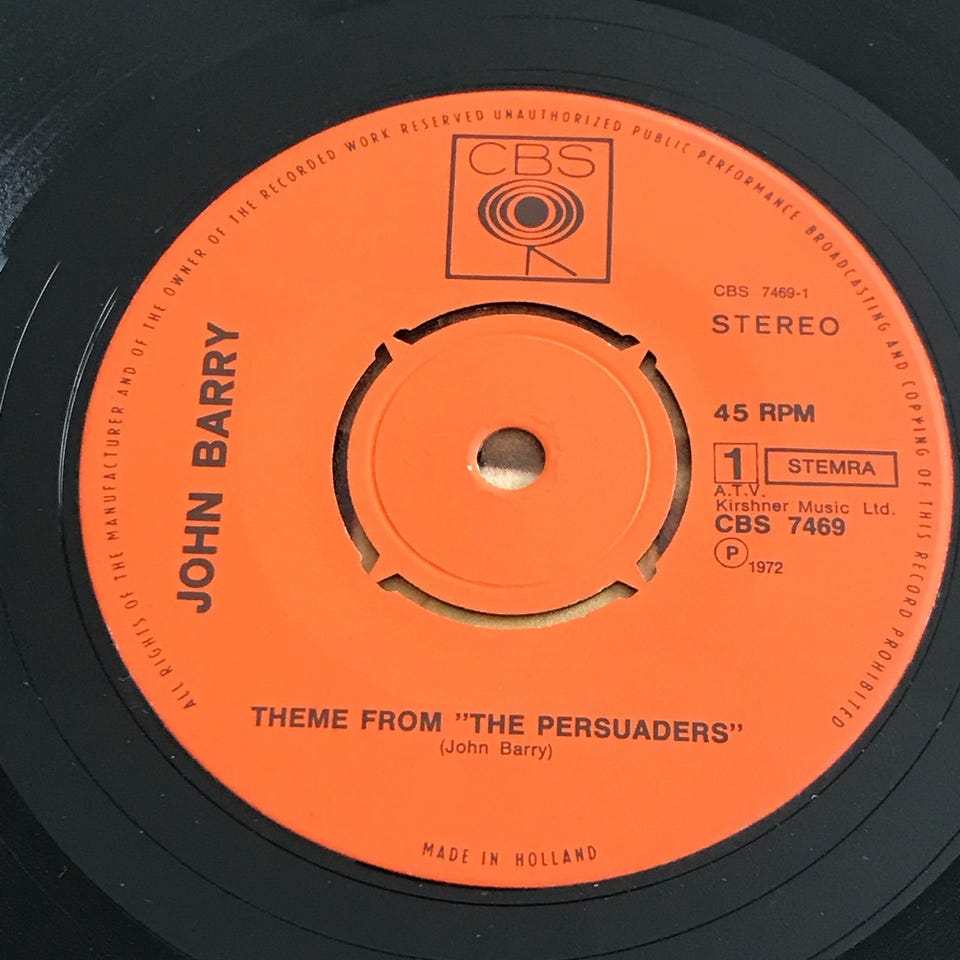 ALL RIGHTS OF THE MANUFACTURER AND OF THE OWNER OF THE RECORDED WORK RESERVED UNAUTHORIZED PUBLIC PERFORMANCE BROADCASTING AND COPYING OF THIS RECORD PROHIBITED
CBS
CBS 7469-1
STEREO
JOHN BARRY
45 RPM
1 STEMRA
A.T.V.
Kirshner Music Ltd.
CBS 7469
℗ 1972
THEME FROM "THE PERSUADERS"
(John Barry)
MADE IN HOLLAND